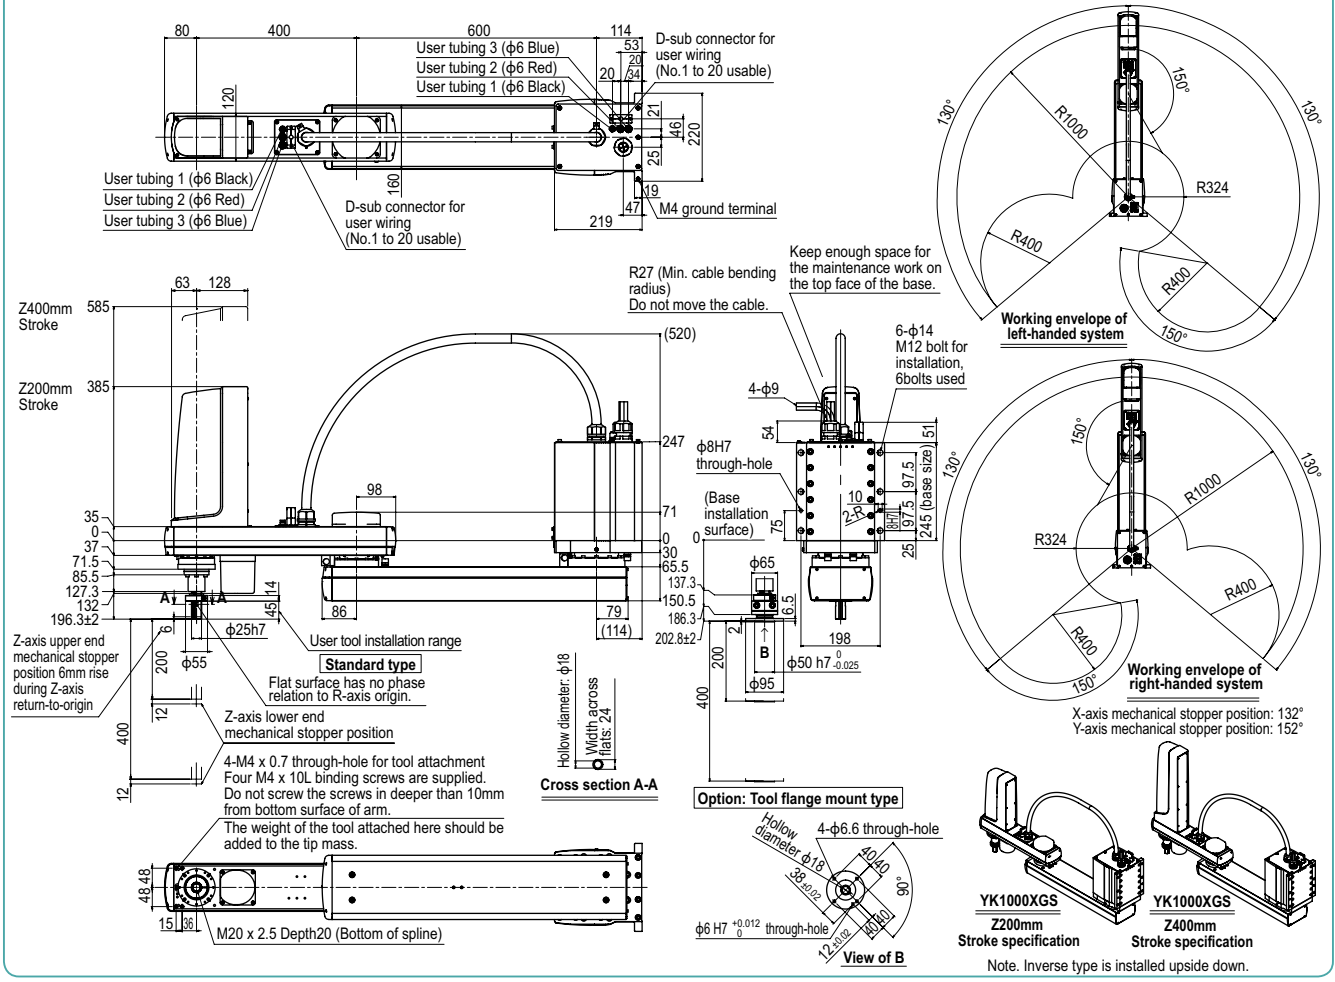 80
400
600
114
53
20
20
34
User tubing 3 (ϕ6 Blue)
User tubing 2 (ϕ6 Red)
User tubing 1 (ϕ6 Black)
D-sub connector for
user wiring
(No.1 to 20 usable)
120
21
46
220
25
160
19
47
219
M4 ground terminal
User tubing 1 (ϕ6 Black)
User tubing 2 (ϕ6 Red)
User tubing 3 (ϕ6 Blue)
D-sub connector for
user wiring
(No.1 to 20 usable)
130°
150°
130°
R1000
R324
R400
R400
150°
Working envelope of
left-handed system
63
128
Z400mm
Stroke
585
Z200mm
Stroke
385
(520)
247
98
71
0
30
65.5
35
0
37
71.5
85.5
127.3
132
196.3±2
A
A
14
45
6
ϕ25h7
ϕ55
86
79
(114)
User tool installation range
Standard type
Flat surface has no phase
relation to R-axis origin.
Z-axis upper end
mechanical stopper
position 6mm rise
during Z-axis
return-to-origin
200
12
400
12
Z-axis lower end
mechanical stopper position
4-M4 x 0.7 through-hole for tool attachment
Four M4 x 10L binding screws are supplied.
Do not screw the screws in deeper than 10mm
from bottom surface of arm.
The weight of the tool attached here should be
added to the tip mass.
Hollow diameter: ϕ18
Width across
flats: 24
Cross section A-A
R27 (Min. cable bending
radius)
Do not move the cable.
Keep enough space for
the maintenance work on
the top face of the base.
6-ϕ14
M12 bolt for
installation,
6bolts used
4-ϕ9
54
51
ϕ8H7
through-hole
(Base
installation
surface)
0
75
10
2-R
8H7
97.5
97.5
245 (base size)
25
ϕ65
137.3
150.5
186.3
202.8±2
6.5
2
B
198
200
400
ϕ50 h7 0
-0.025
ϕ95
Option: Tool flange mount type
Hollow
diameter ϕ18
4-ϕ6.6 through-hole
40
40
90°
38 ±0.02
ϕ6 H7 +0.012
0 through-hole
12 ±0.02
40
40
View of B
130°
150°
130°
R1000
R324
R400
R400
150°
Working envelope of
right-handed system
X-axis mechanical stopper position: 132°
Y-axis mechanical stopper position: 152°
48
48
15
36
M20 x 2.5 Depth20 (Bottom of spline)
YK1000XGS
Z200mm
Stroke specification
YK1000XGS
Z400mm
Stroke specification
Note. Inverse type is installed upside down.